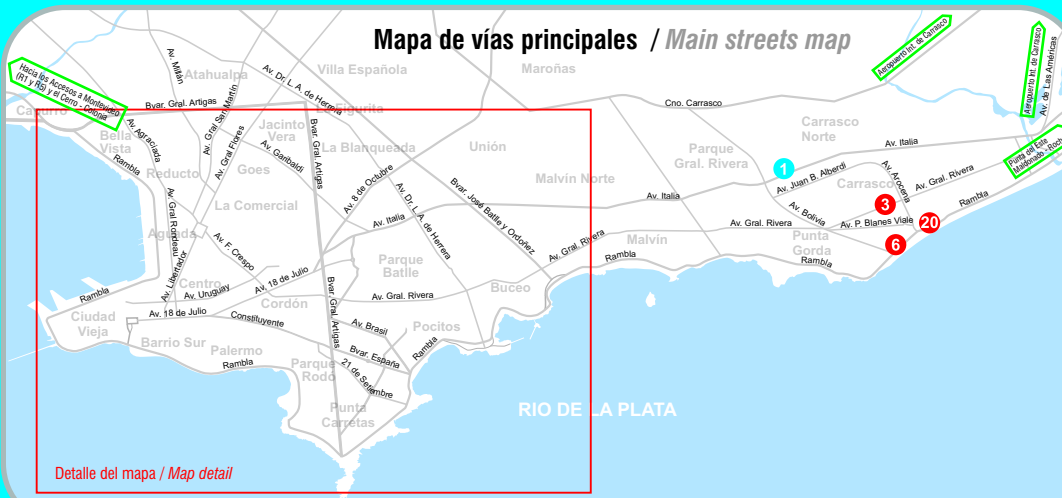 Mapa de vías principales / Main streets map
Hacia los Accesos a Montevideo
(R1 y R5) y el Cerro - Colonia
Aeropuerto Int. de Carrasco
Aeropuerto Int. de Carrasco
Av. de Las Américas
Punta del Este
Maldonado - Roch
Av. Millán
Atahualpa
Villa Española
Maroñas
Av. Dr. L. A. de Herrera
Capurro
Bvar. Gral. Artigas
Av. Gral San Martín
La Figurita
Cno. Carrasco
Carrasco
Norte
Bella
Vista
Av. Agraciada
Av. Gral Flores
Jacinto
Vera
Bvar. Gral. Artigas
La Blanqueada
Unión
Parque
Gral. Rivera
Av. Italia
Rambla
Reducto
Goes
Av. Garibaldi
Av. 8 de Octubre
Malvin Norte
1
Av. Juan B. Alberdi
Carrasco
Av. Arocena
Av. Gral. Rivera
Av. Gral Rondeau
La Comercial
Av. Dr. L. A. de Herrera
Bvar. José Batlle y Ordoñez
Av. Italia
3
Rambla
Aguada
Av. Italia
Av. Gral. Rivera
Av. Bolivia
Av. P. Blanes Viale
20
Av. Libertador
Av. F. Crespo
Parque
Batlle
Av. Gral. Rivera
Malvín
Punta
Gorda
6
Rambla
Rambla
Centro
Av. Uruguay
Av. 18 de Julio
Cordón
Bvar. Gral. Artigas
Av. Gral. Rivera
Buceo
Rambla
Ciudad
Vieja
Av. 18 de Julio
Constituyente
Av. Brasil
Pocitos
Barrio Sur
Palermo
Rambla
Parque
Rodó
Bvar. España
21 de Setiembre
Rambla
Punta
Carretas
RIO DE LA PLATA
Detalle del mapa / Map detail